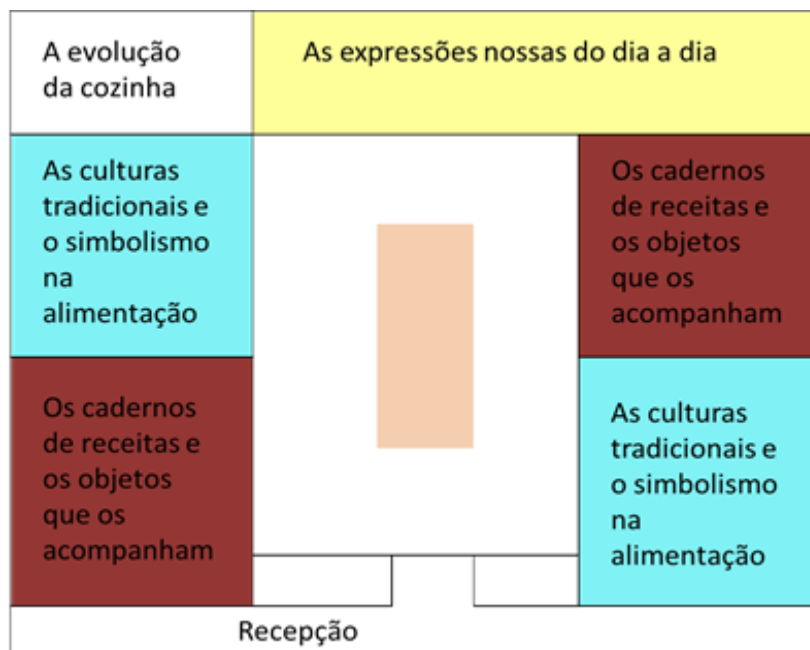 A evolução
da cozinha
As expressões nossas do dia a dia
As culturas
tradicionais e
o simbolismo
na
alimentação
Os cadernos
de receitas e
os objetos
que os
acompanham
Os cadernos
de receitas e
os objetos
que os
acompanham
As culturas
tradicionais e
o simbolismo
na
alimentação
Recepção